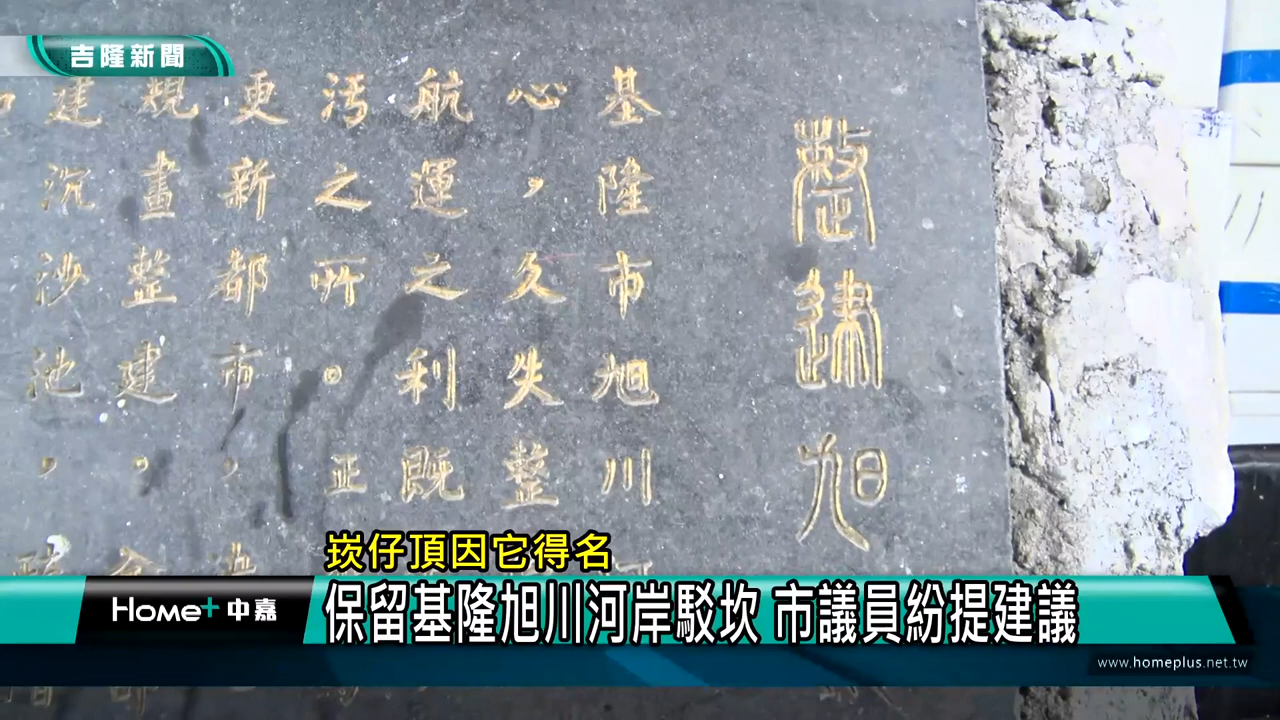 吉隆新聞
整建旭
基隆市旭川
心，久失整
航運之利既
污之所。正
更新都市，
規畫整建，
建沉沙池，
崁仔頂因它得名
Home+中嘉
保留基隆旭川河岸駁坎 市議員紛提建議
www.homeplus.net.tw